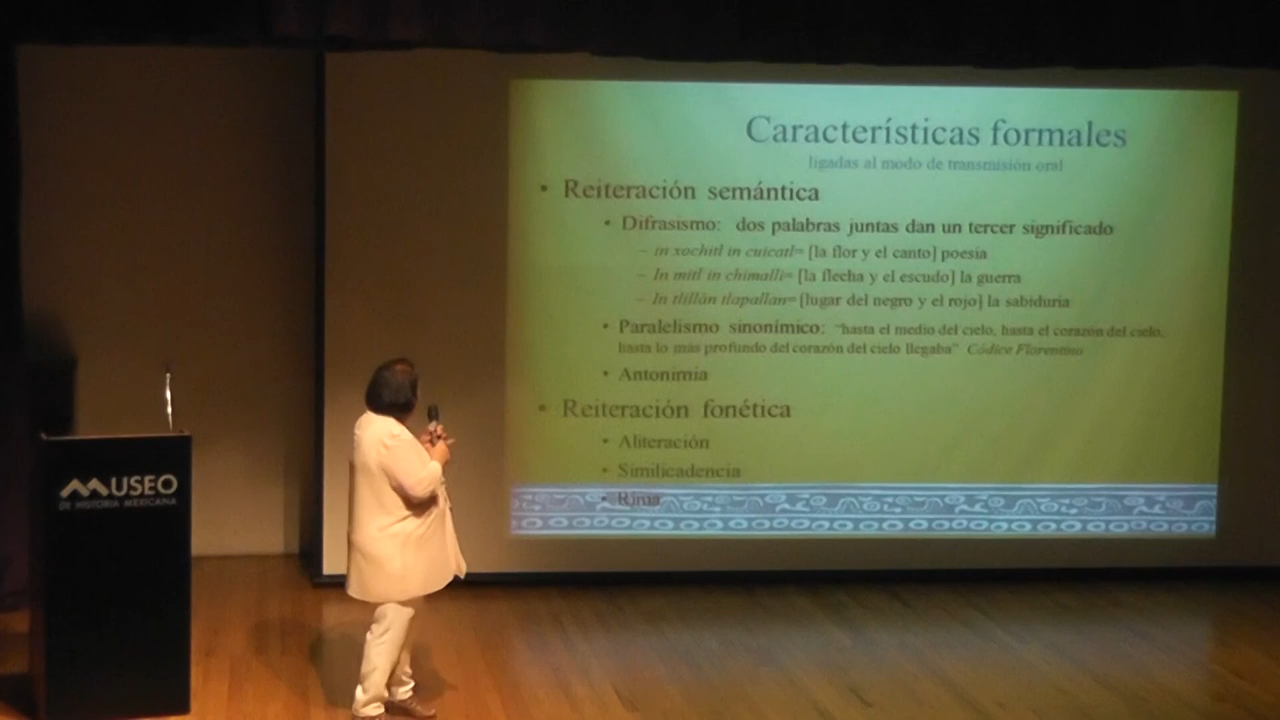 Características formales
ligadas al modo de transmisión oral
• Reiteración semántica
• Difrasismo: dos palabras juntas dan un tercer significado
– in xochitl in cuicatl= [la flor y el canto] poesia
– In mitl in chimalli= [la flecha y el escudo] la guerra
– In tlillan tlapallan= [lugar del negro y el rojo] la sabiduria
• Paralelismo sinonímico: "hasta el medio del cielo, hasta el corazón del cielo,
hasta lo más profundo del corazón del cielo llegaba" Códice Florentino
• Antonimia
• Reiteración fonética
• Aliteración
• Similicadencia
• Rima
MUSEO
DE HISTORIA MEXICANA